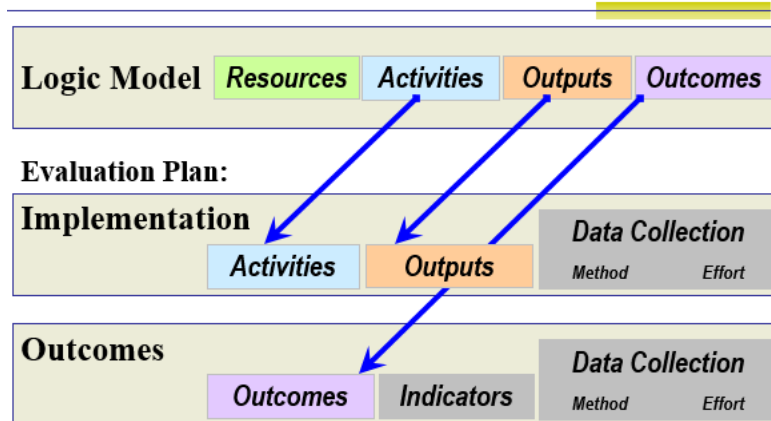 Logic Model Resources Activities Outputs Outcomes
Evaluation Plan:
Implementation
Activities Outputs Data Collection
Method Effort
Outcomes
Outcomes Indicators Data Collection
Method Effort